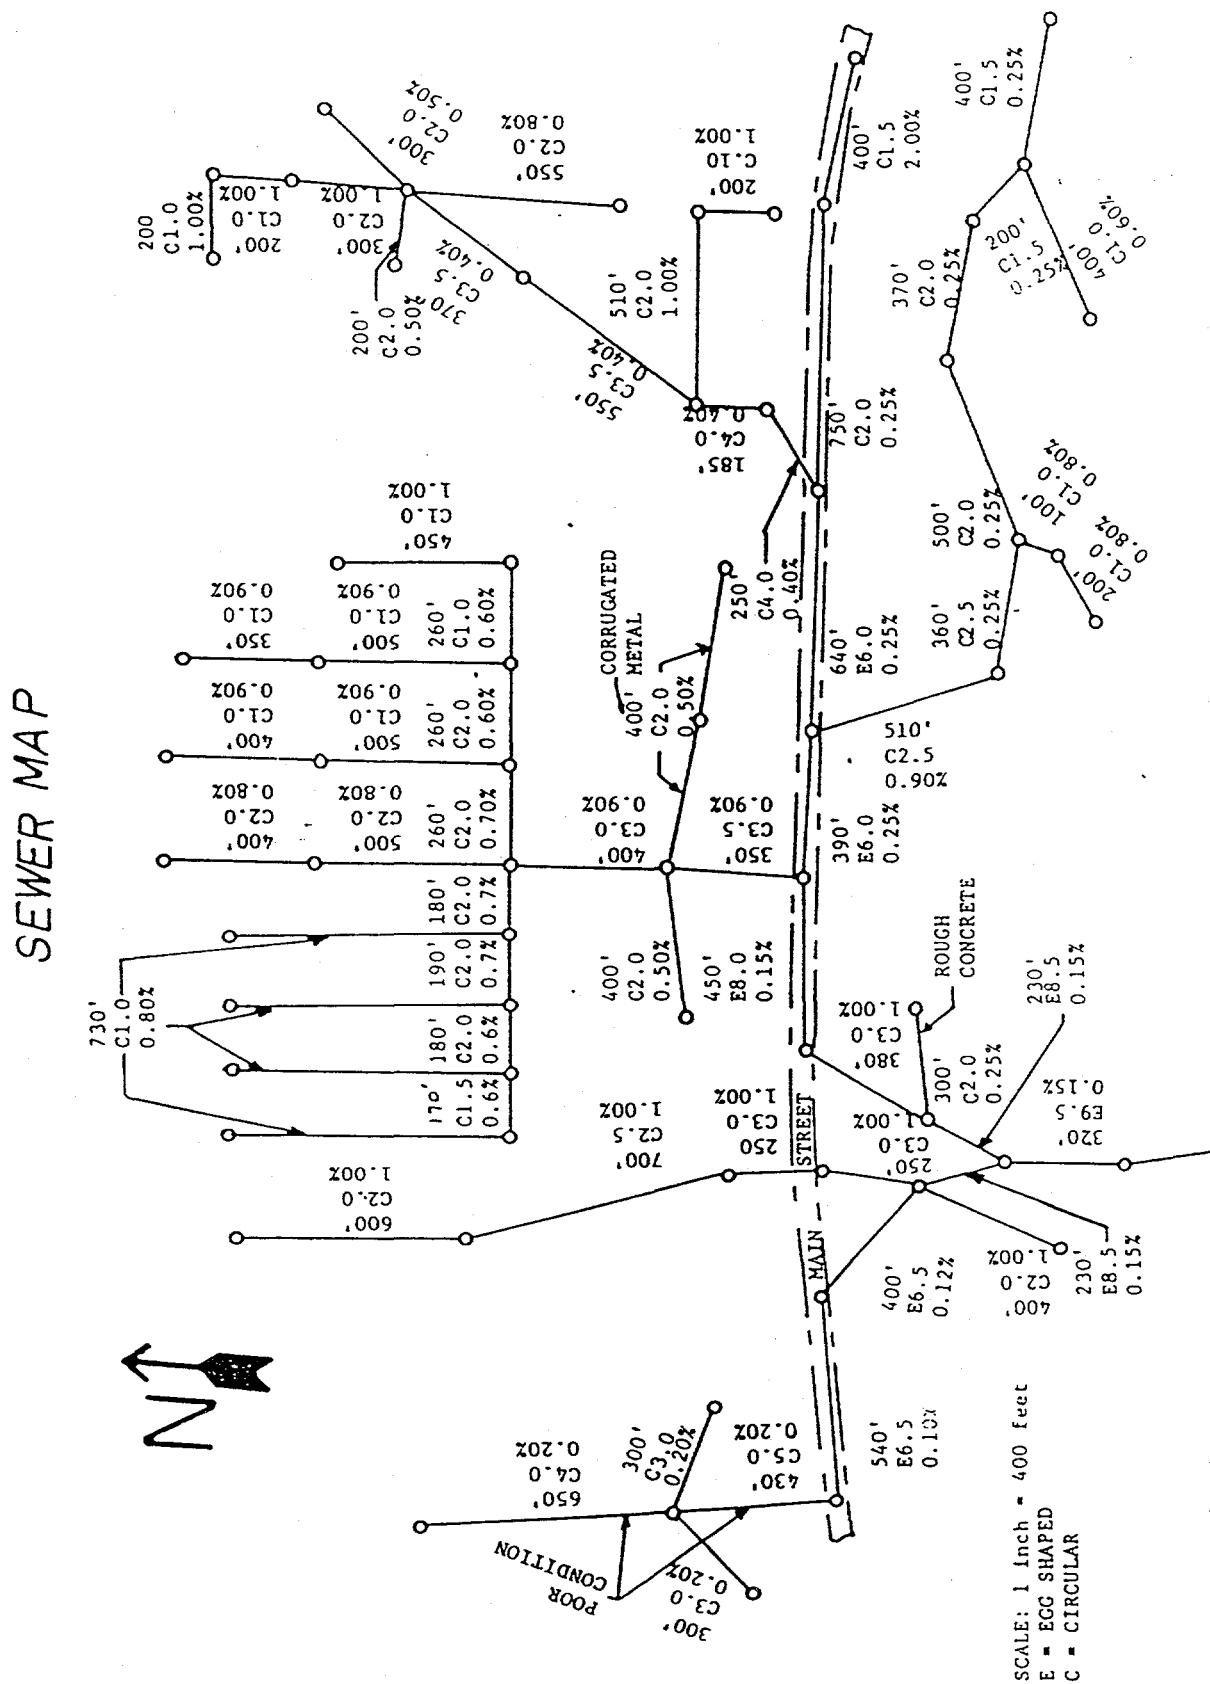 SEWER MAP
N
200
C1.0
1.00%
200'
C1.0
1.00%
300'
C2.0
1.00%
300'
C2.0
0.50%
550'
C2.0
0.80%
200'
C2.0
0.50%
370
C3.5
0.40%
550'
C3.5
0.40%
510'
C2.0
1.00%
200'
C.10
1.00%
185'
C4.0
0.40%
250'
C4.0
0.40%
400'
C1.5
2.00%
750'
C2.0
0.25%
640'
E6.0
0.25%
390'
E6.0
0.25%
450'
E8.0
0.15%
400'
C1.5
0.25%
400'
C1.0
0.60%
200'
C1.5
0.25%
370'
C2.0
0.25%
500'
C2.0
0.25%
100'
C1.0
0.80%
200'
C1.0
0.80%
360'
C2.5
0.25%
510'
C2.5
0.90%
450'
C1.0
1.00%
350'
C1.0
0.90%
500'
C1.0
0.90%
260'
C1.0
0.60%
400'
C1.0
0.90%
500'
C1.0
0.90%
260'
C2.0
0.60%
400'
C2.0
0.80%
500'
C2.0
0.80%
260'
C2.0
0.70%
180'
C2.0
0.7%
190'
C2.0
0.7%
180'
C2.0
0.6%
170'
C1.5
0.6%
730'
C1.0
0.80%
CORRUGATED
METAL
400'
C2.0
0.50%
400'
C3.0
0.90%
350'
C3.5
0.90%
400'
C2.0
0.50%
600'
C2.0
1.00%
700'
C2.5
1.00%
250
C3.0
1.00%
MAIN STREET
250'
C3.0
1.00%
380'
C3.0
1.00%
ROUGH
CONCRETE
300'
C2.0
0.25%
230'
E8.5
0.15%
320'
E9.5
0.15%
230'
E8.5
0.15%
400'
C2.0
1.00%
400'
E6.5
0.12%
540'
E6.5
0.10%
650'
C4.0
0.20%
300'
C3.0
0.20%
430'
C5.0
0.20%
300'
C3.0
0.20%
POOR
CONDITION
SCALE: 1 inch = 400 feet
E = EGG SHAPED
C = CIRCULAR